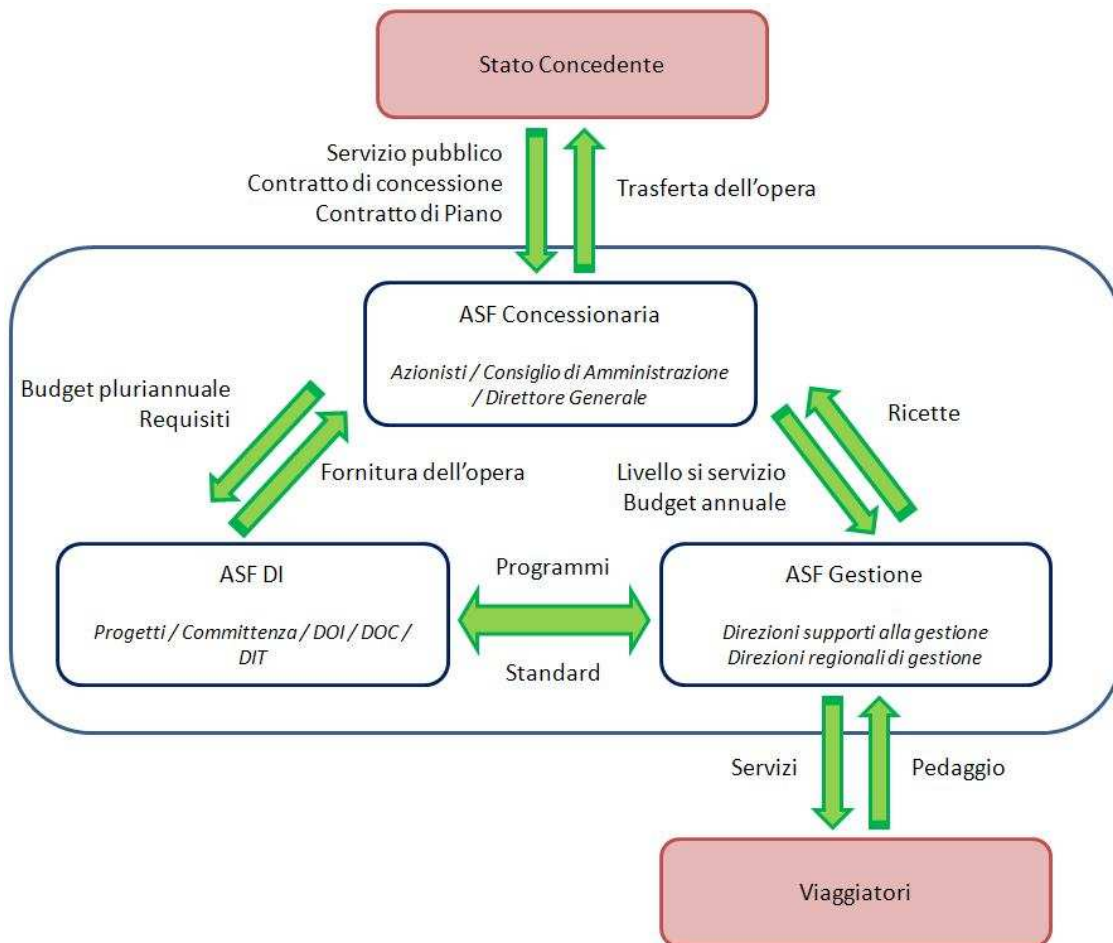 Stato Concedente
Servizio pubblico
Contratto di concessione
Contratto di Piano
Trasferta dell’opera
ASF Concessionaria
Azionisti / Consiglio di Amministrazione
/ Direttore Generale
Budget pluriannuale
Requisiti
Fornitura dell’opera
Livello si servizio
Budget annuale
Ricette
ASF DI
Progetti / Committenza / DOI / DOC /
DIT
Programmi
Standard
ASF Gestione
Direzioni supporti alla gestione
Direzioni regionali di gestione
Servizi
Pedaggio
Viaggiatori